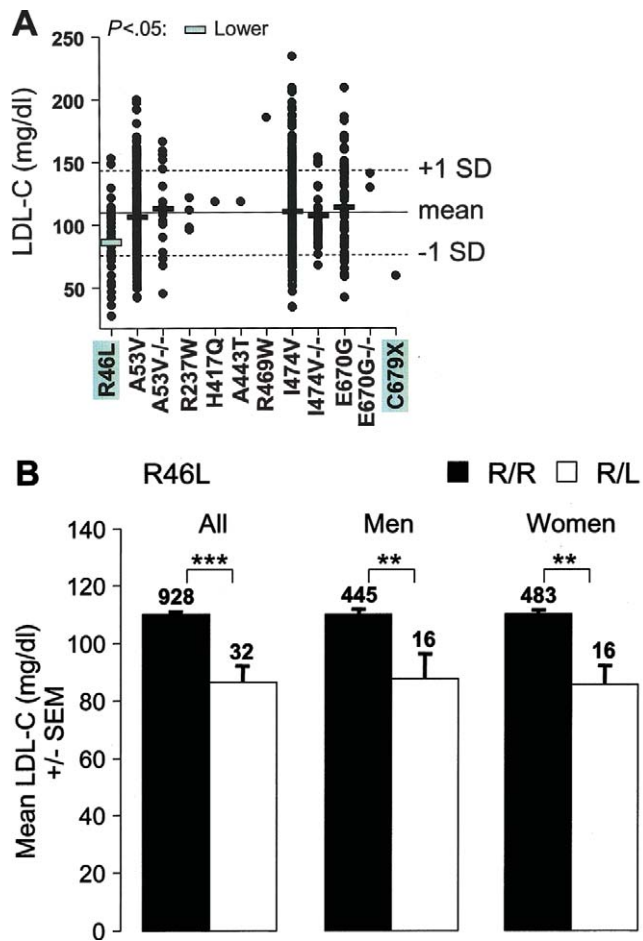 A
P<.05: Lower
LDL-C (mg/dl)
250
200
150
100
50
+1 SD
mean
-1 SD
R46L
A53V
A53V-/-
R237W
H417Q
A443T
R469W
I474V
I474V-/-
E670G
E670G-/-
C679X
B
R46L
R/R
R/L
Mean LDL-C (mg/dl)
+/- SEM
140
120
100
80
60
40
20
0
All
Men
Women
***
**
**
928
32
445
16
483
16